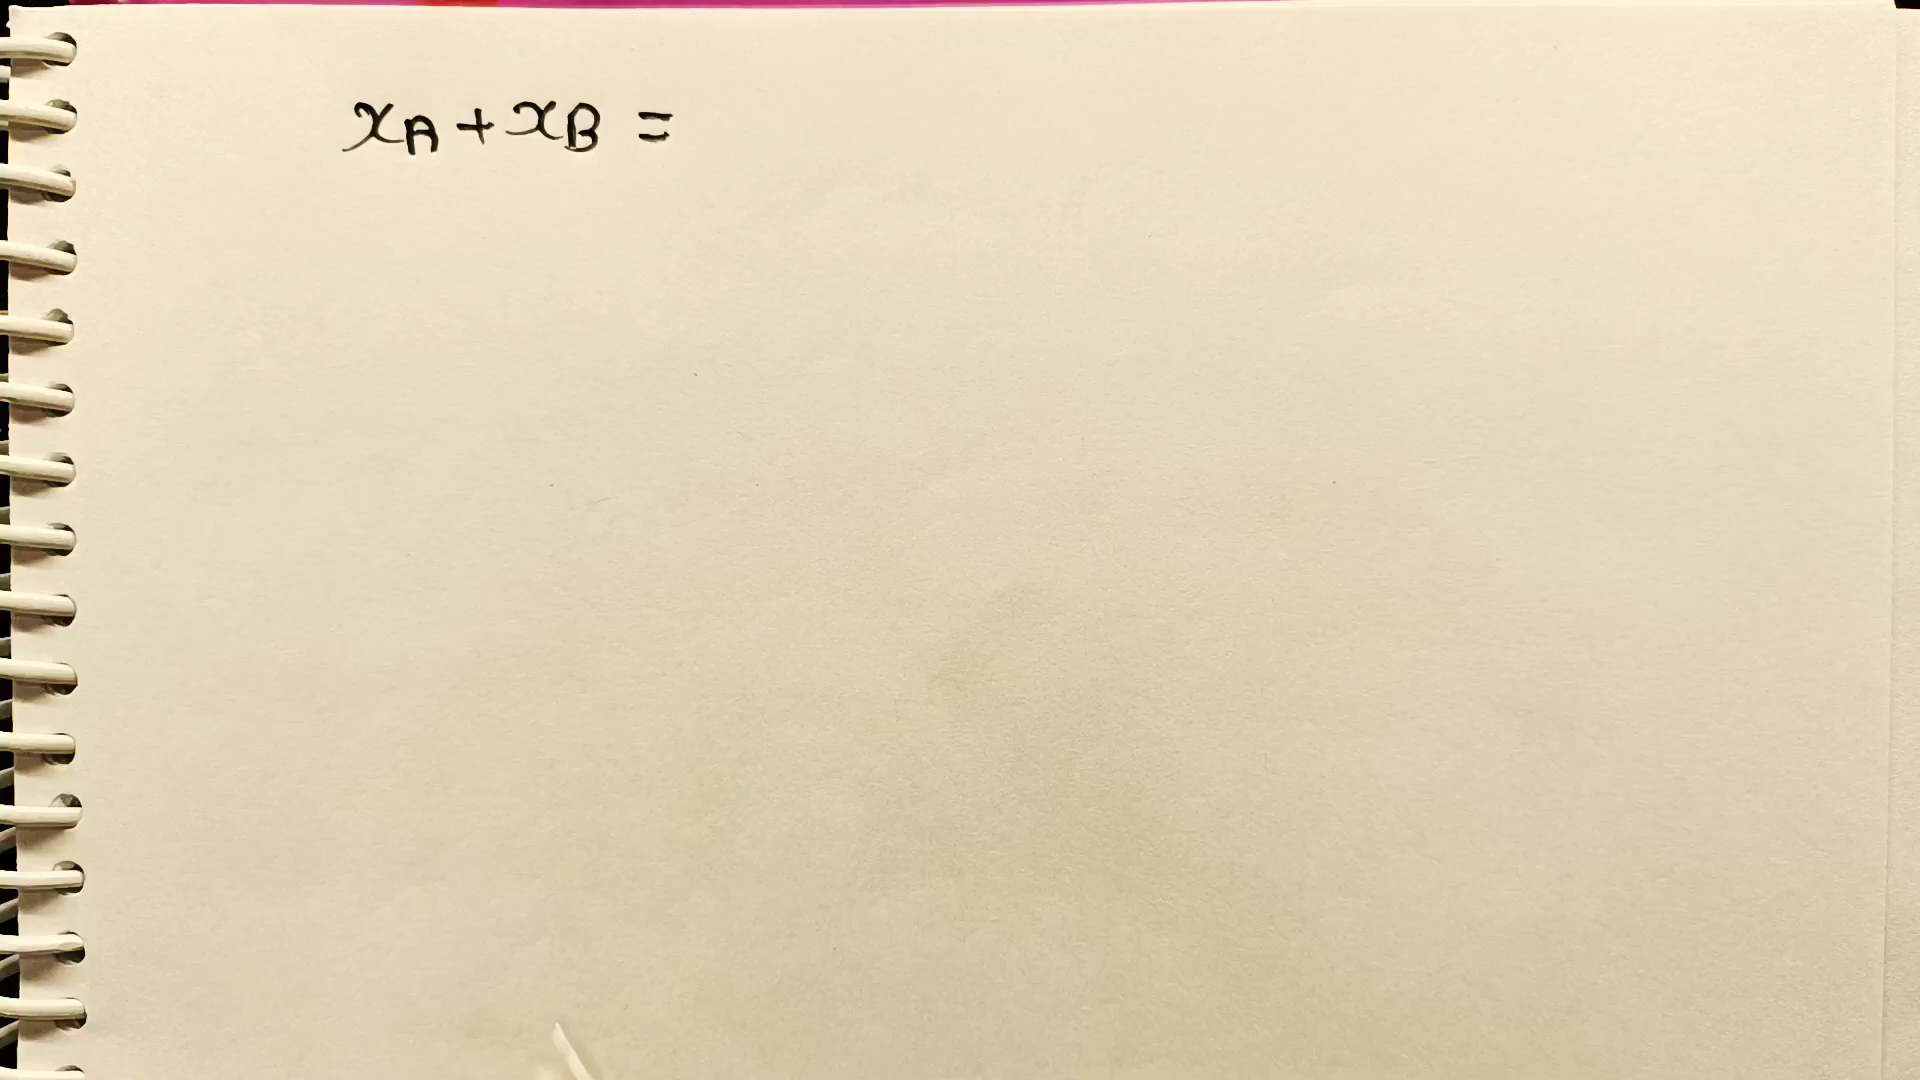 xA + xB =